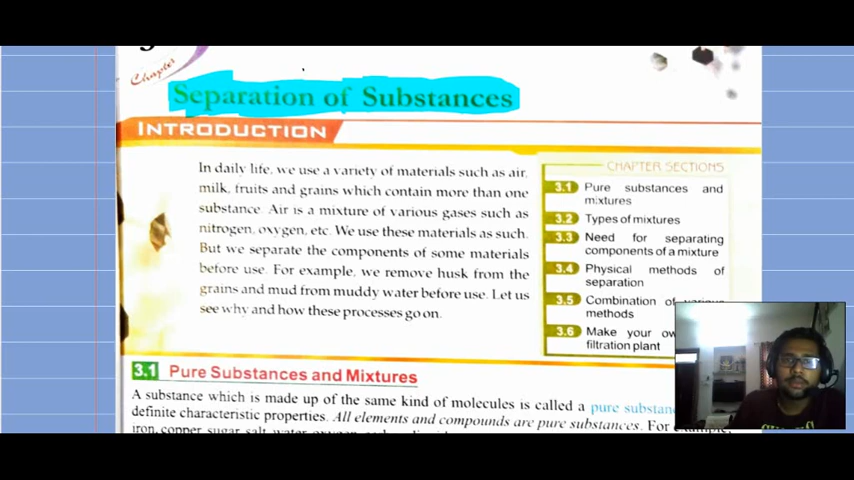 Chapter
Separation of Substances
INTRODUCTION
In daily life, we use a variety of materials such as air,
milk, fruits and grains which contain more than one
substance. Air is a mixture of various gases such as
nitrogen, oxygen, etc. We use these materials as such.
But we separate the components of some materials
before use. For example, we remove husk from the
grains and mud from muddy water before use. Let us
see why and how these processes go on.
CHAPTER SECTIONS
3.1 Pure substances and
mixtures
3.2 Types of mixtures
3.3 Need for separating
components of a mixture
3.4 Physical methods of
separation
3.5 Combination of various
methods
3.6 Make your
filtration plant
3.1 Pure Substances and Mixtures
A substance which is made up of the same kind of molecules is called a pure
definite characteristic properties. All elements and compounds are pure substances. For
iron, copper, sugar, salt, water, oxygen,